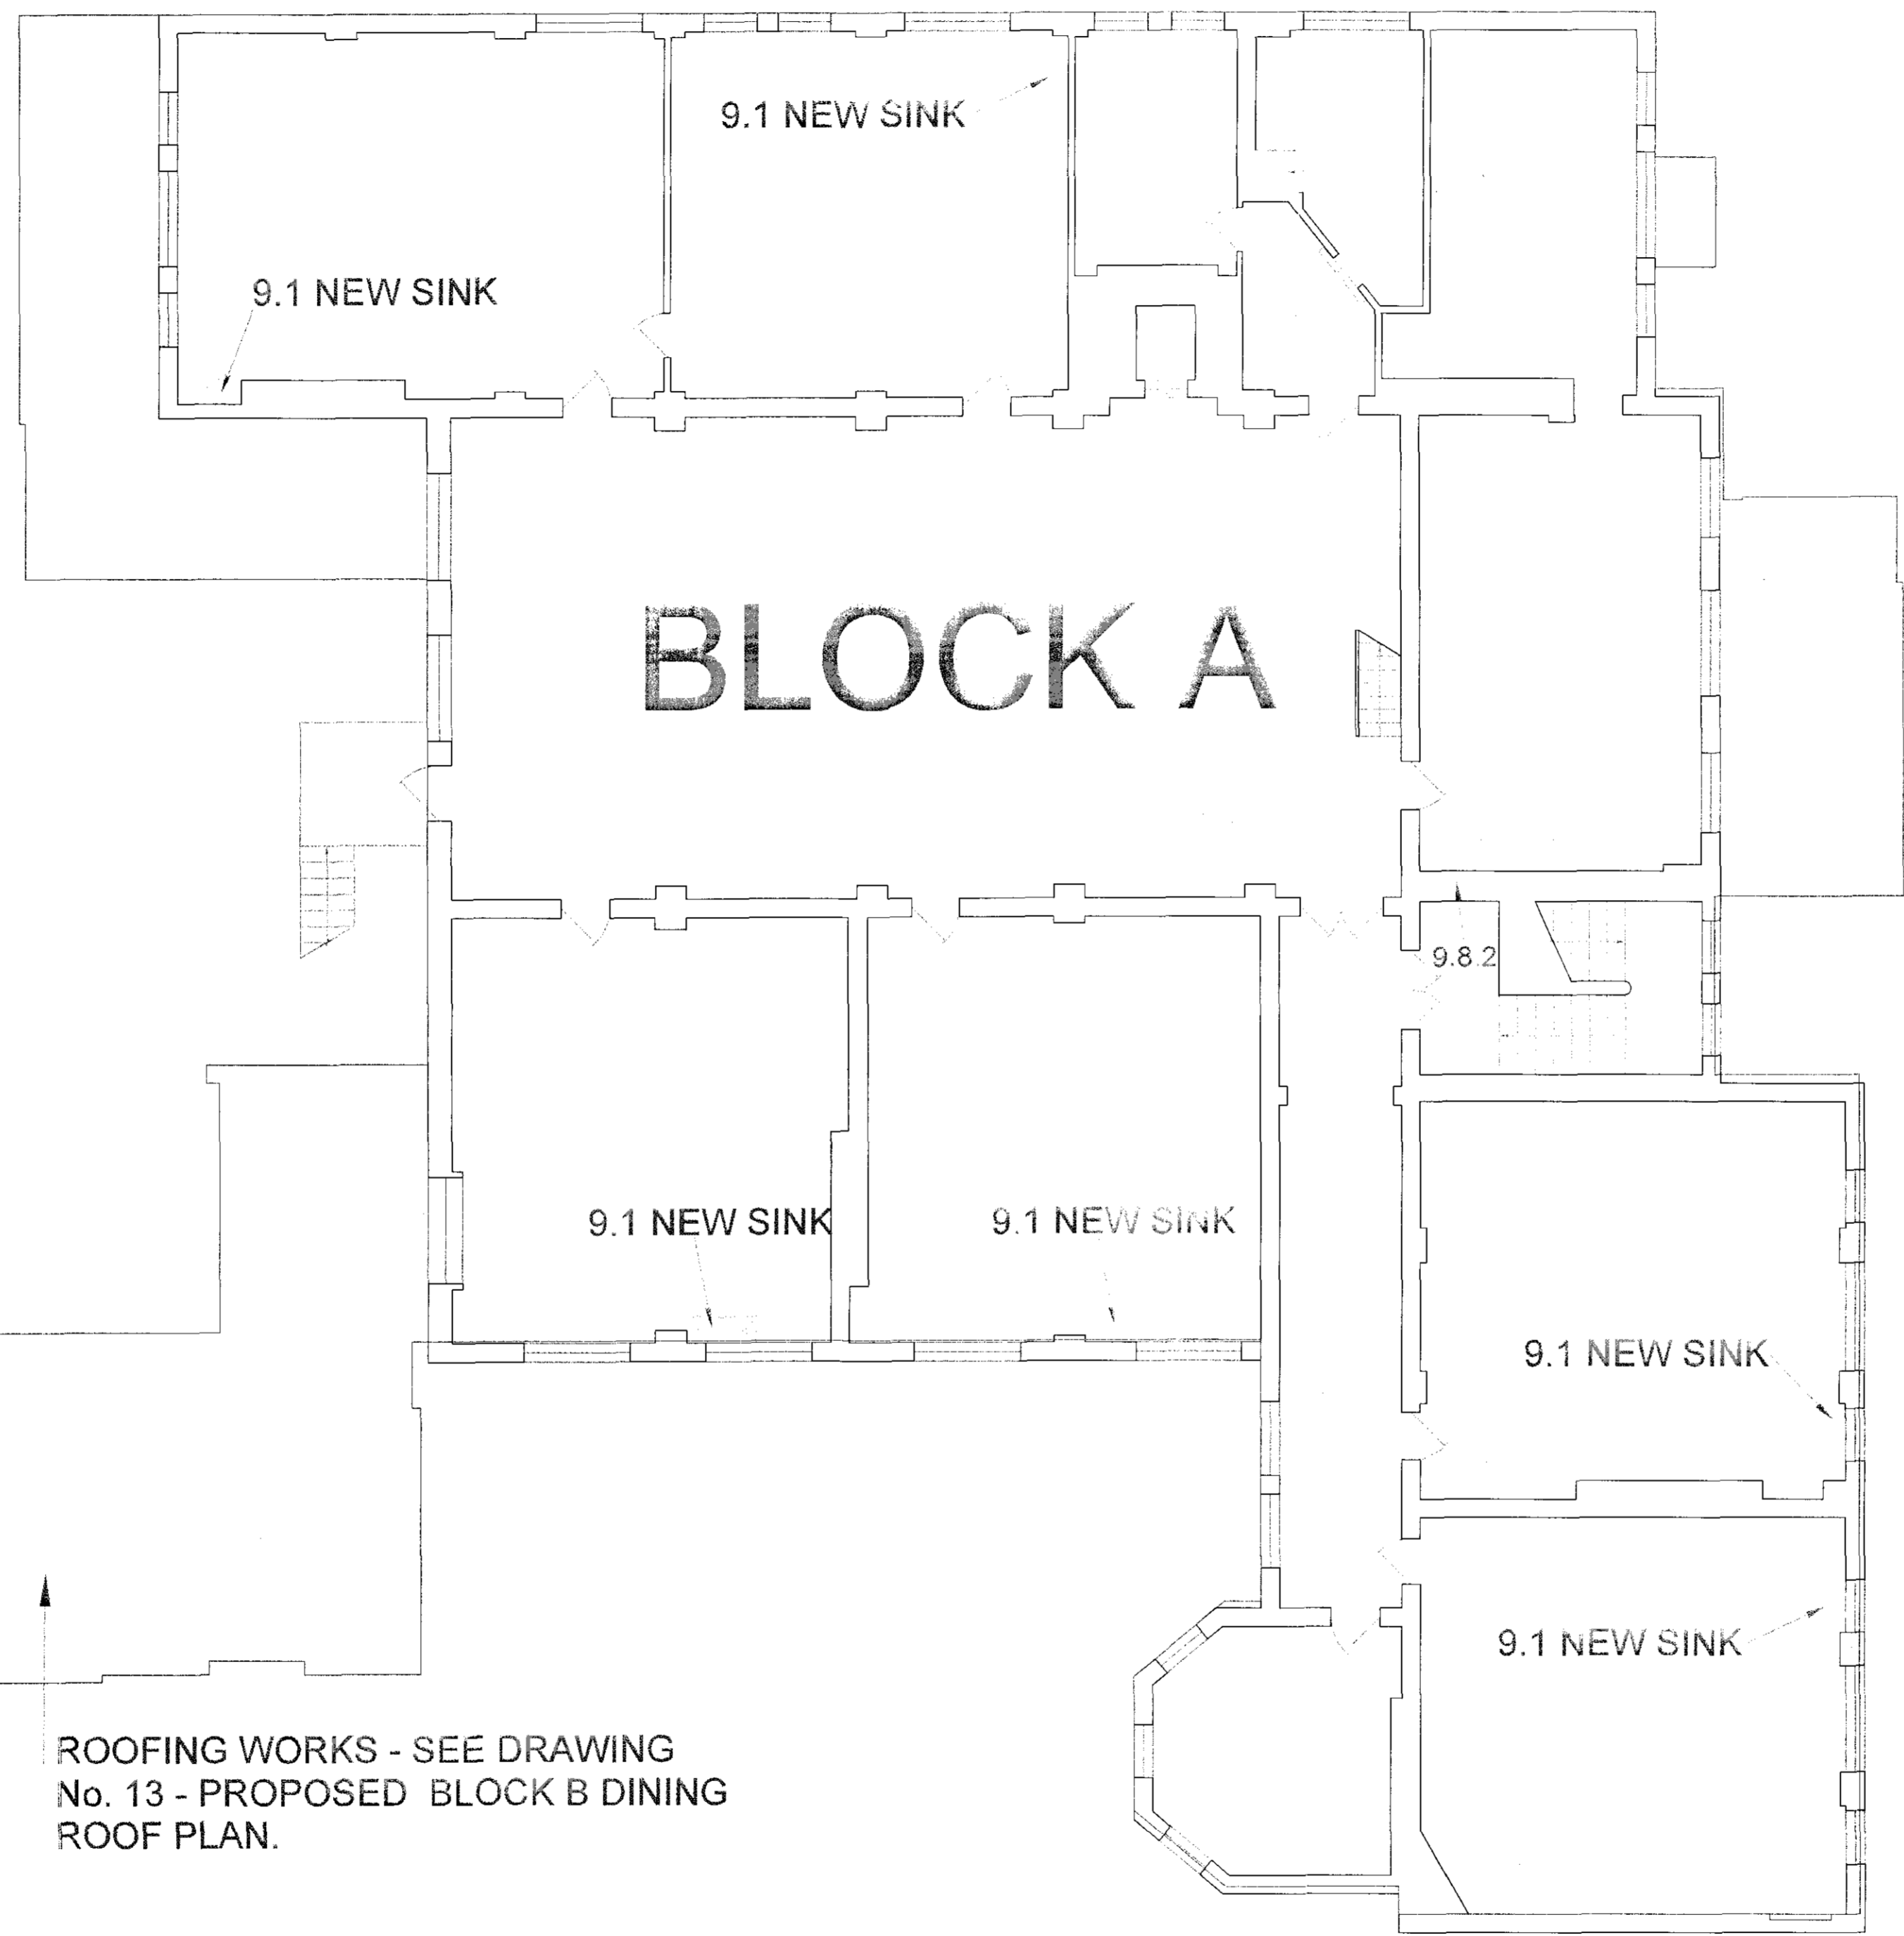 9.1 NEW SINK
9.1 NEW SINK
BLOCK A
9.8.2
9.1 NEW SINK
9.1 NEW SINK
9.1 NEW SINK
9.1 NEW SINK
ROOFING WORKS - SEE DRAWING
No. 13 - PROPOSED BLOCK B DINING
ROOF PLAN.